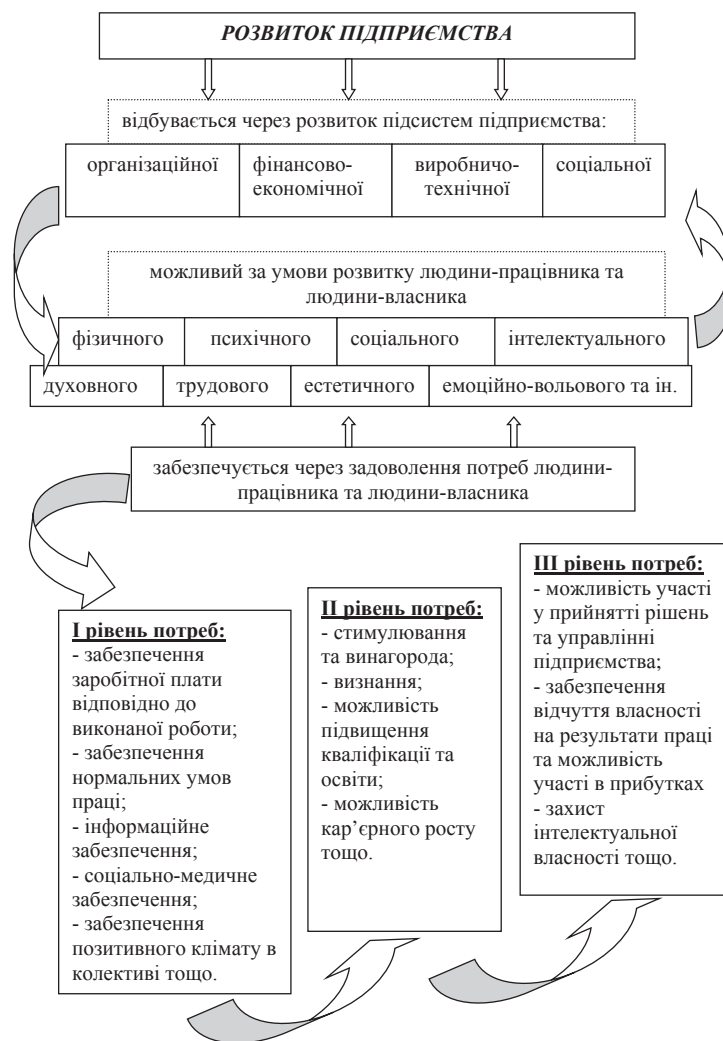 РОЗВИТОК ПІДПРИЄМСТВА
відбувається через розвиток підсистем підприємства:
організаційної
фінансово-
економічної
виробничо-
технічної
соціальної
можливий за умови розвитку людини-працівника та
людини-власника
фізичного
психічного
соціального
інтелектуального
духовного
трудового
естетичного
емоційно-вольового та ін.
забезпечується через задоволення потреб людини-
працівника та людини-власника
І рівень потреб:
- забезпечення
заробітної плати
відповідно до
виконаної роботи;
- забезпечення
нормальних умов
праці;
- інформаційне
забезпечення;
- соціально-медичне
забезпечення;
- забезпечення
позитивного клімату в
колективі тощо.
ІІ рівень потреб:
- стимулювання
та винагорода;
- визнання;
- можливість
підвищення
кваліфікації та
освіти;
- можливість
кар’єрного росту
тощо.
ІІІ рівень потреб:
- можливість участі
у прийнятті рішень
та управлінні
підприємства;
- забезпечення
відчуття власності
на результати праці
та можливість
участі в прибутках
- захист
інтелектуальної
власності тощо.